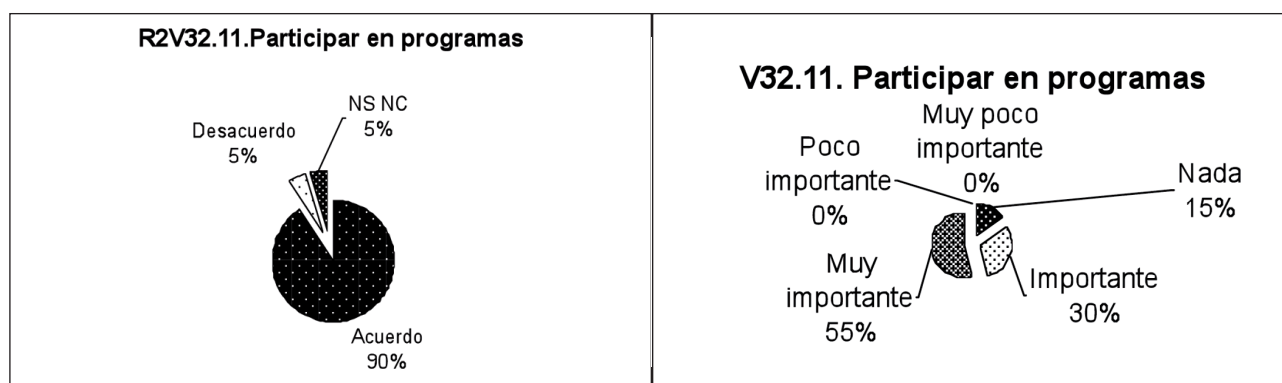 R2V32.11.Participar en programas
NS NC
5%
Desacuerdo
5%
Acuerdo
90%
V32.11. Participar en programas
Muy poco
importante
0%
Poco
importante
0%
Nada
15%
Muy
importante
55%
Importante
30%